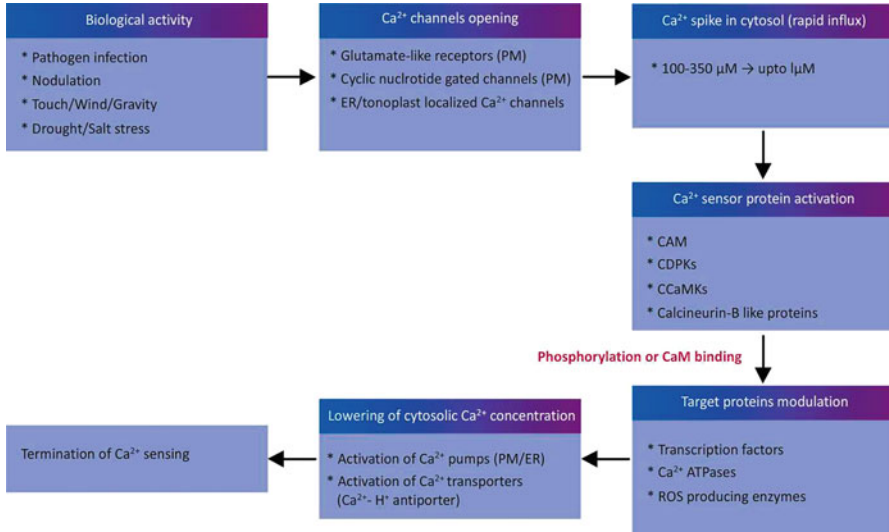 Biological activity
* Pathogen infection
* Nodulation
* Touch/Wind/Gravity
* Drought/Salt stress
Ca²⁺ channels opening
* Glutamate-like receptors (PM)
* Cyclic nuclrotide gated channels (PM)
* ER/tonoplast localized Ca²⁺ channels
Ca²⁺ spike in cytosol (rapid influx)
* 100-350 μM → upto lμM
Ca²⁺ sensor protein activation
* CAM
* CDPKs
* CCaMKs
* Calcineurin-B like proteins
Phosphorylation or CaM binding
Target proteins modulation
* Transcription factors
* Ca²⁺ ATPases
* ROS producing enzymes
Lowering of cytosolic Ca²⁺ concentration
* Activation of Ca²⁺ pumps (PM/ER)
* Activation of Ca²⁺ transporters
(Ca²⁺- H⁺ antiporter)
Termination of Ca²⁺ sensing